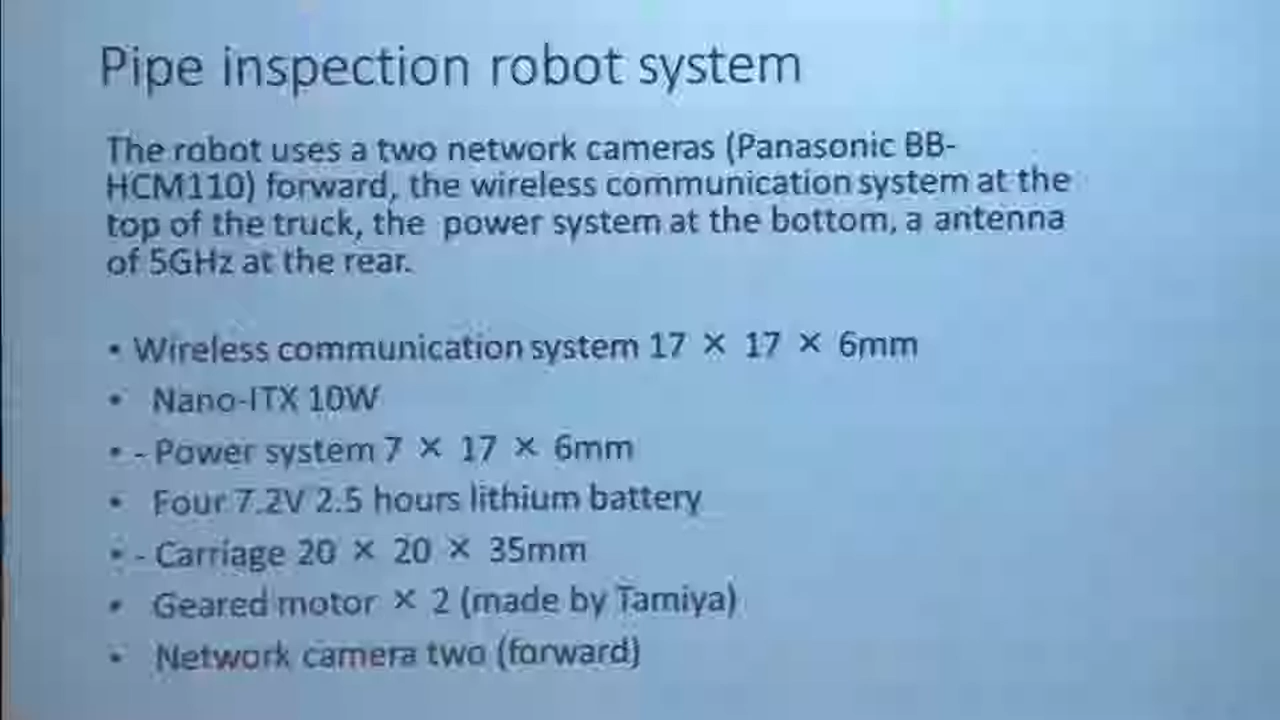 Pipe inspection robot system
The robot uses a two network cameras (Panasonic BB-
HCM110) forward, the wireless communication system at the
top of the truck, the power system at the bottom, a antenna
of 5GHz at the rear.
• Wireless communication system 17 × 17 × 6mm
• Nano-ITX 10W
• - Power system 7 × 17 × 6mm
• Four 7.2V 2.5 hours lithium battery
• - Carriage 20 × 20 × 35mm
• Geared motor × 2 (made by Tamiya)
• Network camera two (forward)